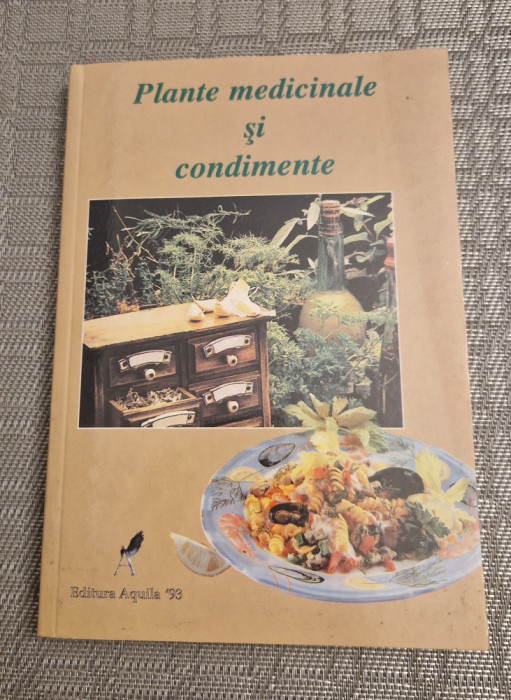 Plante medicinale
şi
condimente
Editura Aquila '93